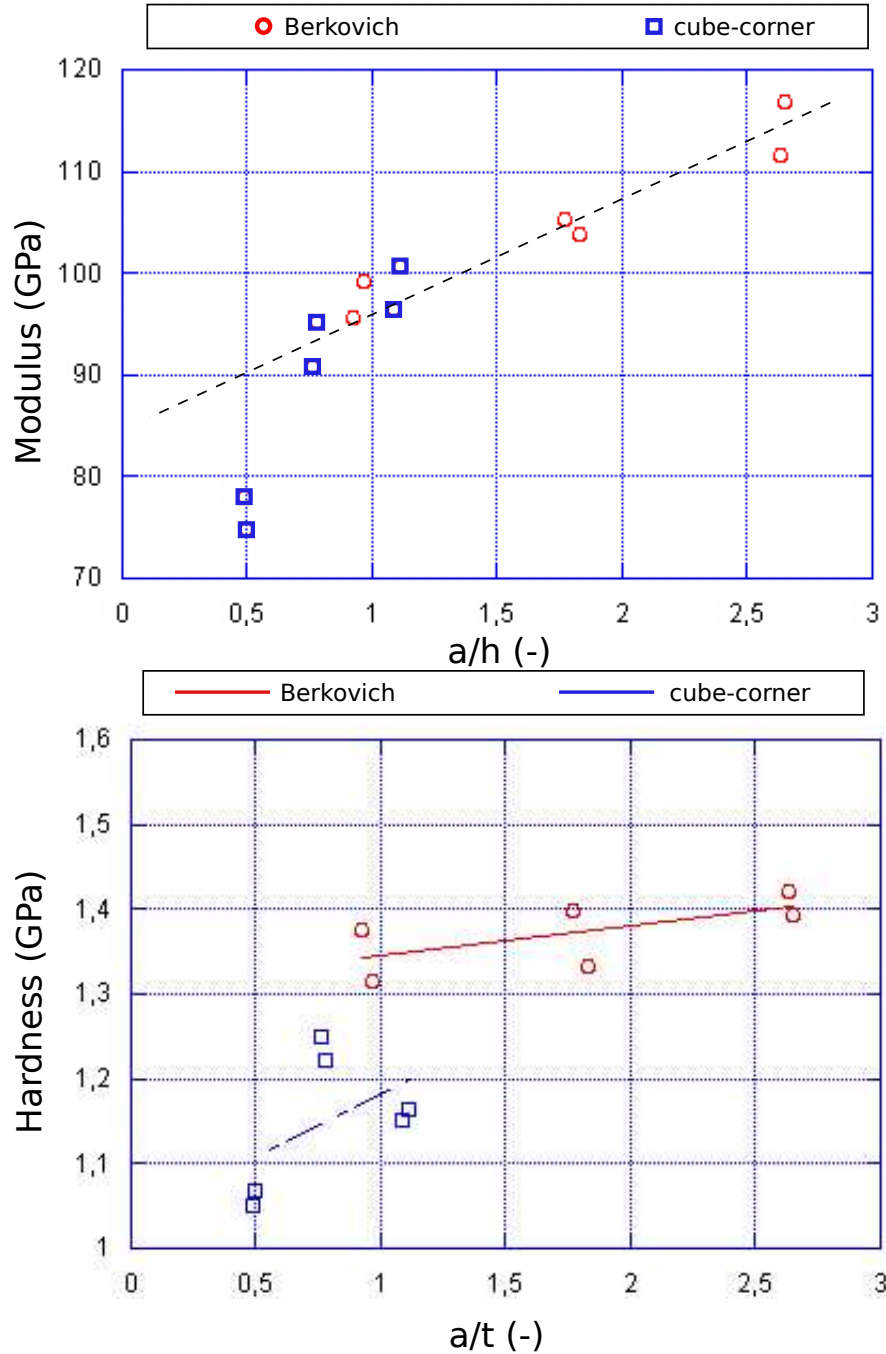 Berkovich cube-corner
120
110
100
90
80
70
0 0,5 1 1,5 2 2,5 3
Modulus (GPa)
a/h (-)
Berkovich cube-corner
1,6
1,5
1,4
1,3
1,2
1,1
1
0 0,5 1 1,5 2 2,5 3
Hardness (GPa)
a/t (-)